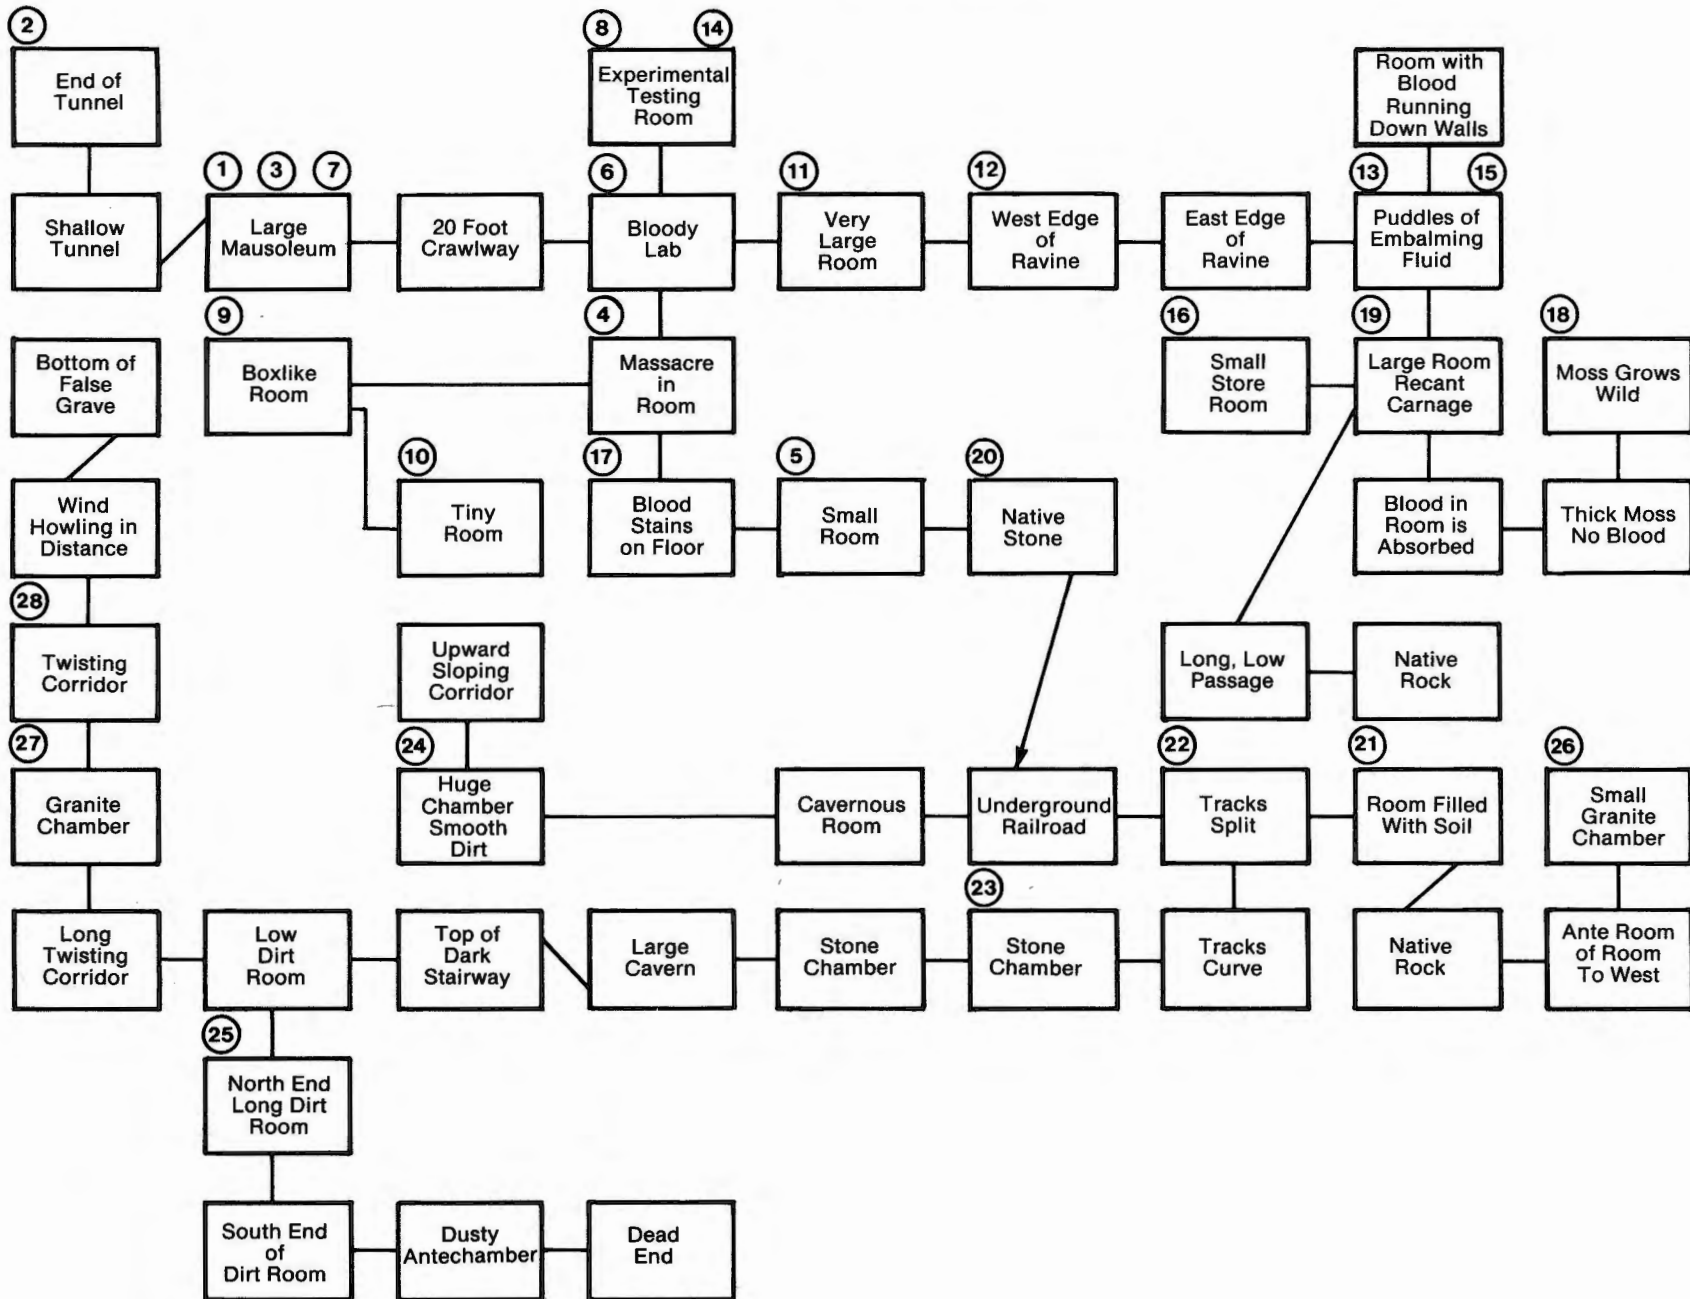 2
8
14
End of
Tunnel
Experimental
Testing
Room
Room with
Blood
Running
Down Walls
1
3
7
6
11
12
13
15
Shallow
Tunnel
Large
Mausoleum
20 Foot
Crawlway
Bloody
Lab
Very
Large
Room
West Edge
of
Ravine
East Edge
of
Ravine
Puddles of
Embalming
Fluid
9
4
16
19
18
Bottom of
False
Grave
Boxlike
Room
Massacre
in
Room
Small
Store
Room
Large Room
Recant
Carnage
Moss Grows
Wild
10
17
5
20
Wind
Howling in
Distance
Tiny
Room
Blood
Stains
on Floor
Small
Room
Native
Stone
Blood in
Room is
Absorbed
Thick Moss
No Blood
28
Twisting
Corridor
Upward
Sloping
Corridor
Long, Low
Passage
Native
Rock
27
24
22
21
26
Granite
Chamber
Huge
Chamber
Smooth
Dirt
Cavernous
Room
Underground
Railroad
Tracks
Split
Room Filled
With Soil
Small
Granite
Chamber
23
Long
Twisting
Corridor
Low
Dirt
Room
Top of
Dark
Stairway
Large
Cavern
Stone
Chamber
Stone
Chamber
Tracks
Curve
Native
Rock
Ante Room
of Room
To West
25
North End
Long Dirt
Room
South End
of
Dirt Room
Dusty
Antechamber
Dead
End